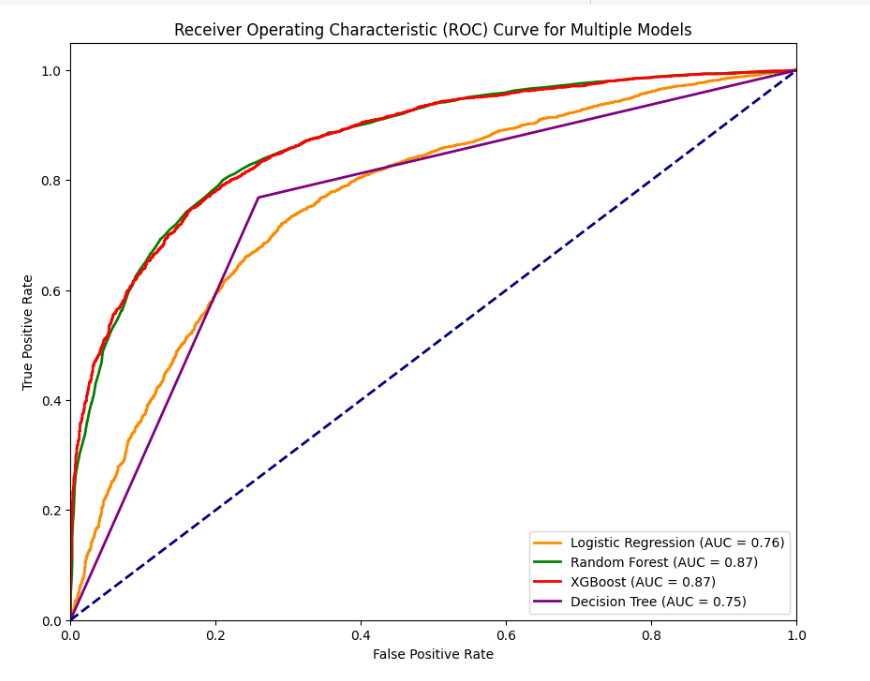 Receiver Operating Characteristic (ROC) Curve for Multiple Models
True Positive Rate
1.0
0.8
0.6
0.4
0.2
0.0
0.0 0.2 0.4 0.6 0.8 1.0
False Positive Rate
Logistic Regression (AUC = 0.76)
Random Forest (AUC = 0.87)
XGBoost (AUC = 0.87)
Decision Tree (AUC = 0.75)